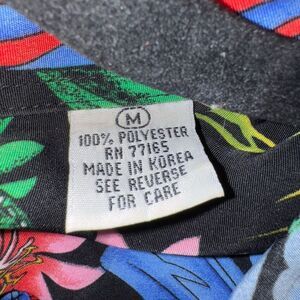 M
100% POLYESTER
RN 77165
MADE IN KOREA
SEE REVERSE
FOR CARE